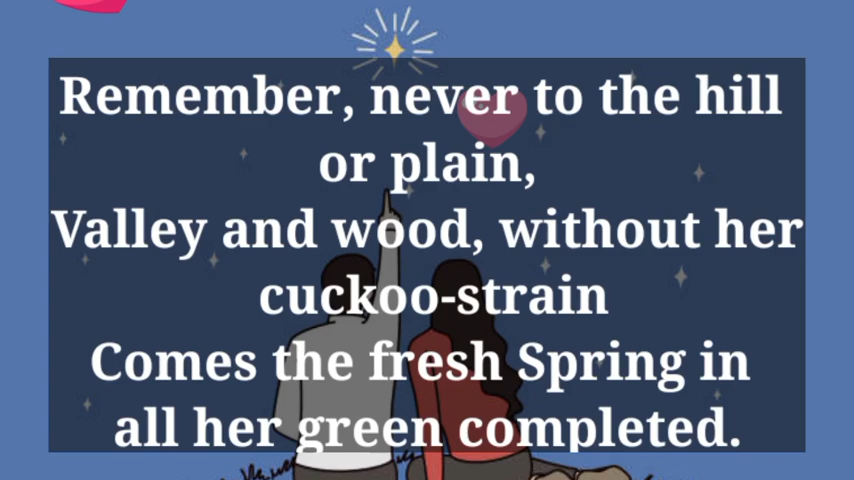 Remember, never to the hill
or plain,
Valley and wood, without her
cuckoo-strain
Comes the fresh Spring in
all her green completed.